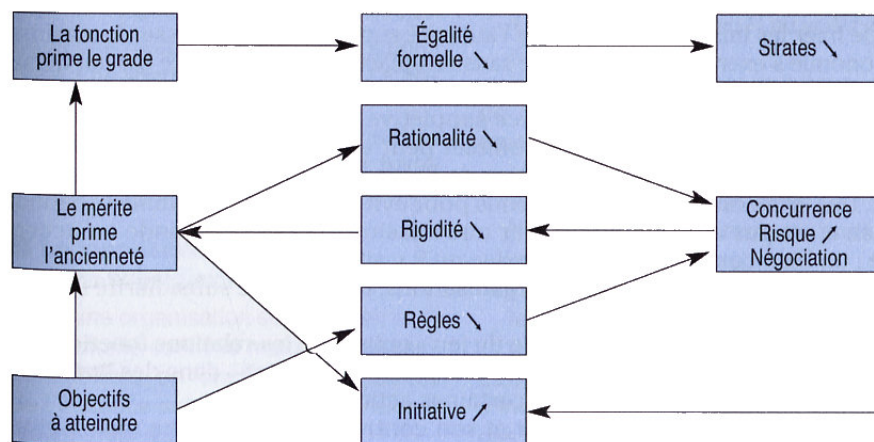 La fonction
prime le grade
Égalité
formelle ↘
Strates ↘
Rationalité ↘
Le mérite
prime
l'ancienneté
Rigidité ↘
Concurrence
Risque ↗
Négociation
Règles ↘
Objectifs
à atteindre
Initiative ↗